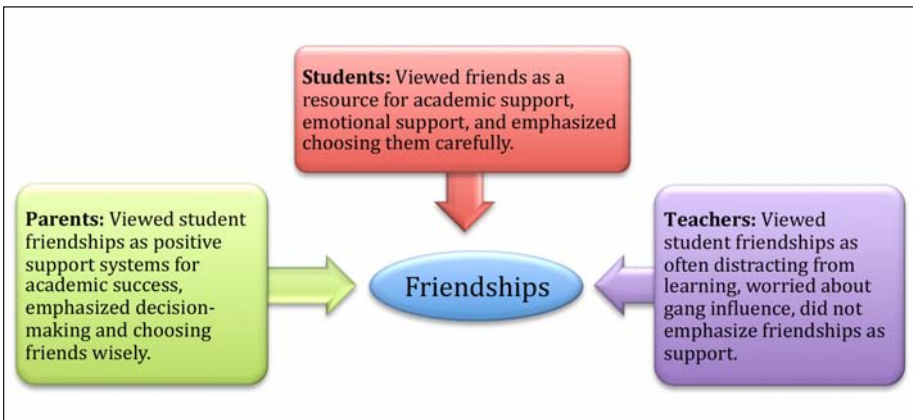 Students: Viewed friends as a
resource for academic support,
emotional support, and emphasized
choosing them carefully.
Parents: Viewed student
friendships as positive
support systems for
academic success,
emphasized decision-
making and choosing
friends wisely.
Friendships
Teachers: Viewed
student friendships as
often distracting from
learning, worried about
gang influence, did not
emphasize friendships as
support.